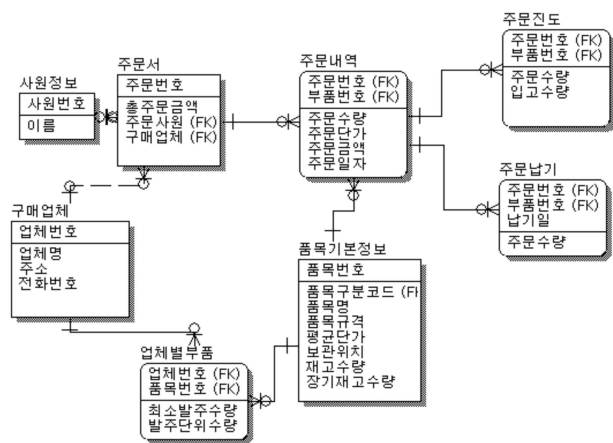 주문진도
주문번호 (FK)
부품번호 (FK)
주문수량
입고수량
주문서
주문번호
총주문금액
주문사원 (FK)
구매업체 (FK)
주문내역
주문번호 (FK)
부품번호 (FK)
주문수량
주문단가
주문금액
주문일자
사원정보
사원번호
이름
주문납기
주문번호 (FK)
부품번호 (FK)
납기일
주문수량
구매업체
업체번호
업체명
주소
전화번호
품목기본정보
품목번호
품목구분코드 (FK
품목명
품목규격
평균단가
보관위치
재고수량
장기재고수량
업체별부품
업체번호 (FK)
품목번호 (FK)
최소발주수량
발주단위수량